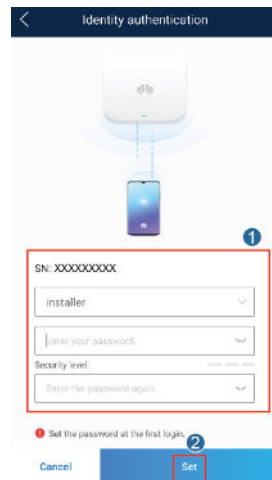 Identity authentication
1
SN: XXXXXXXXX
installer
Enter your password.
Security level:
Enter the password again.
Set the password at the first login.
2
Cancel
Set